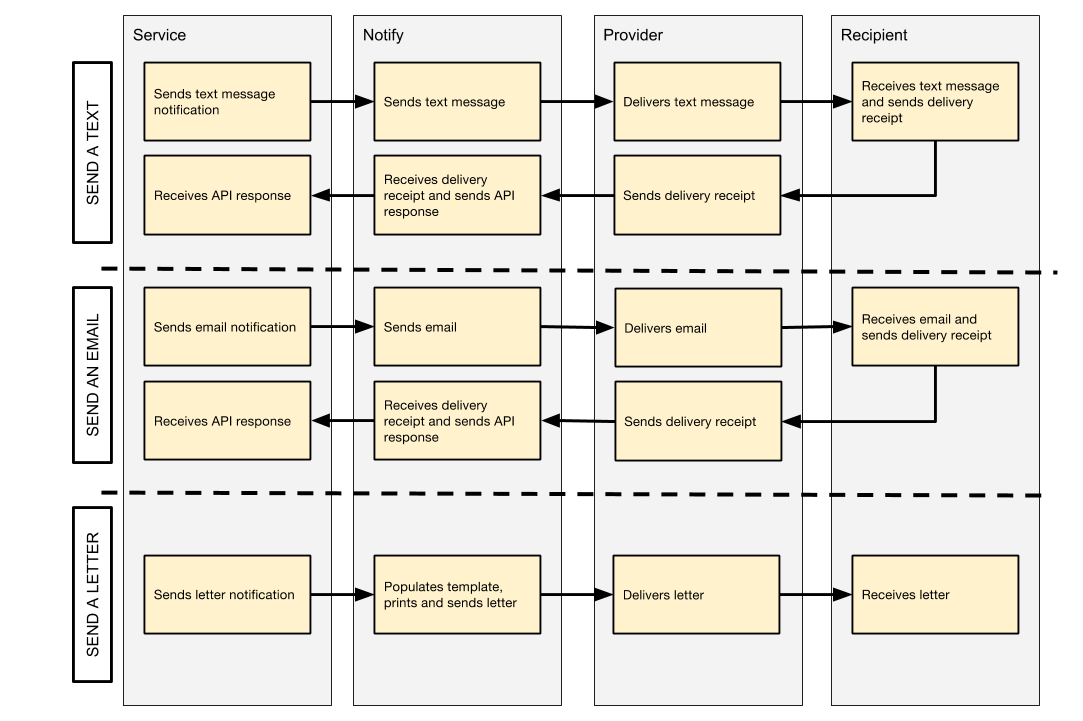 Service
Notify
Provider
Recipient
SEND A TEXT
Sends text message
notification
Sends text message
Delivers text message
Receives text message
and sends delivery
receipt
Receives API response
Receives delivery
receipt and sends API
response
Sends delivery receipt
SEND AN EMAIL
Sends email notification
Sends email
Delivers email
Receives email and
sends delivery receipt
Receives API response
Receives delivery
receipt and sends API
response
Sends delivery receipt
SEND A LETTER
Sends letter notification
Populates template,
prints and sends letter
Delivers letter
Receives letter